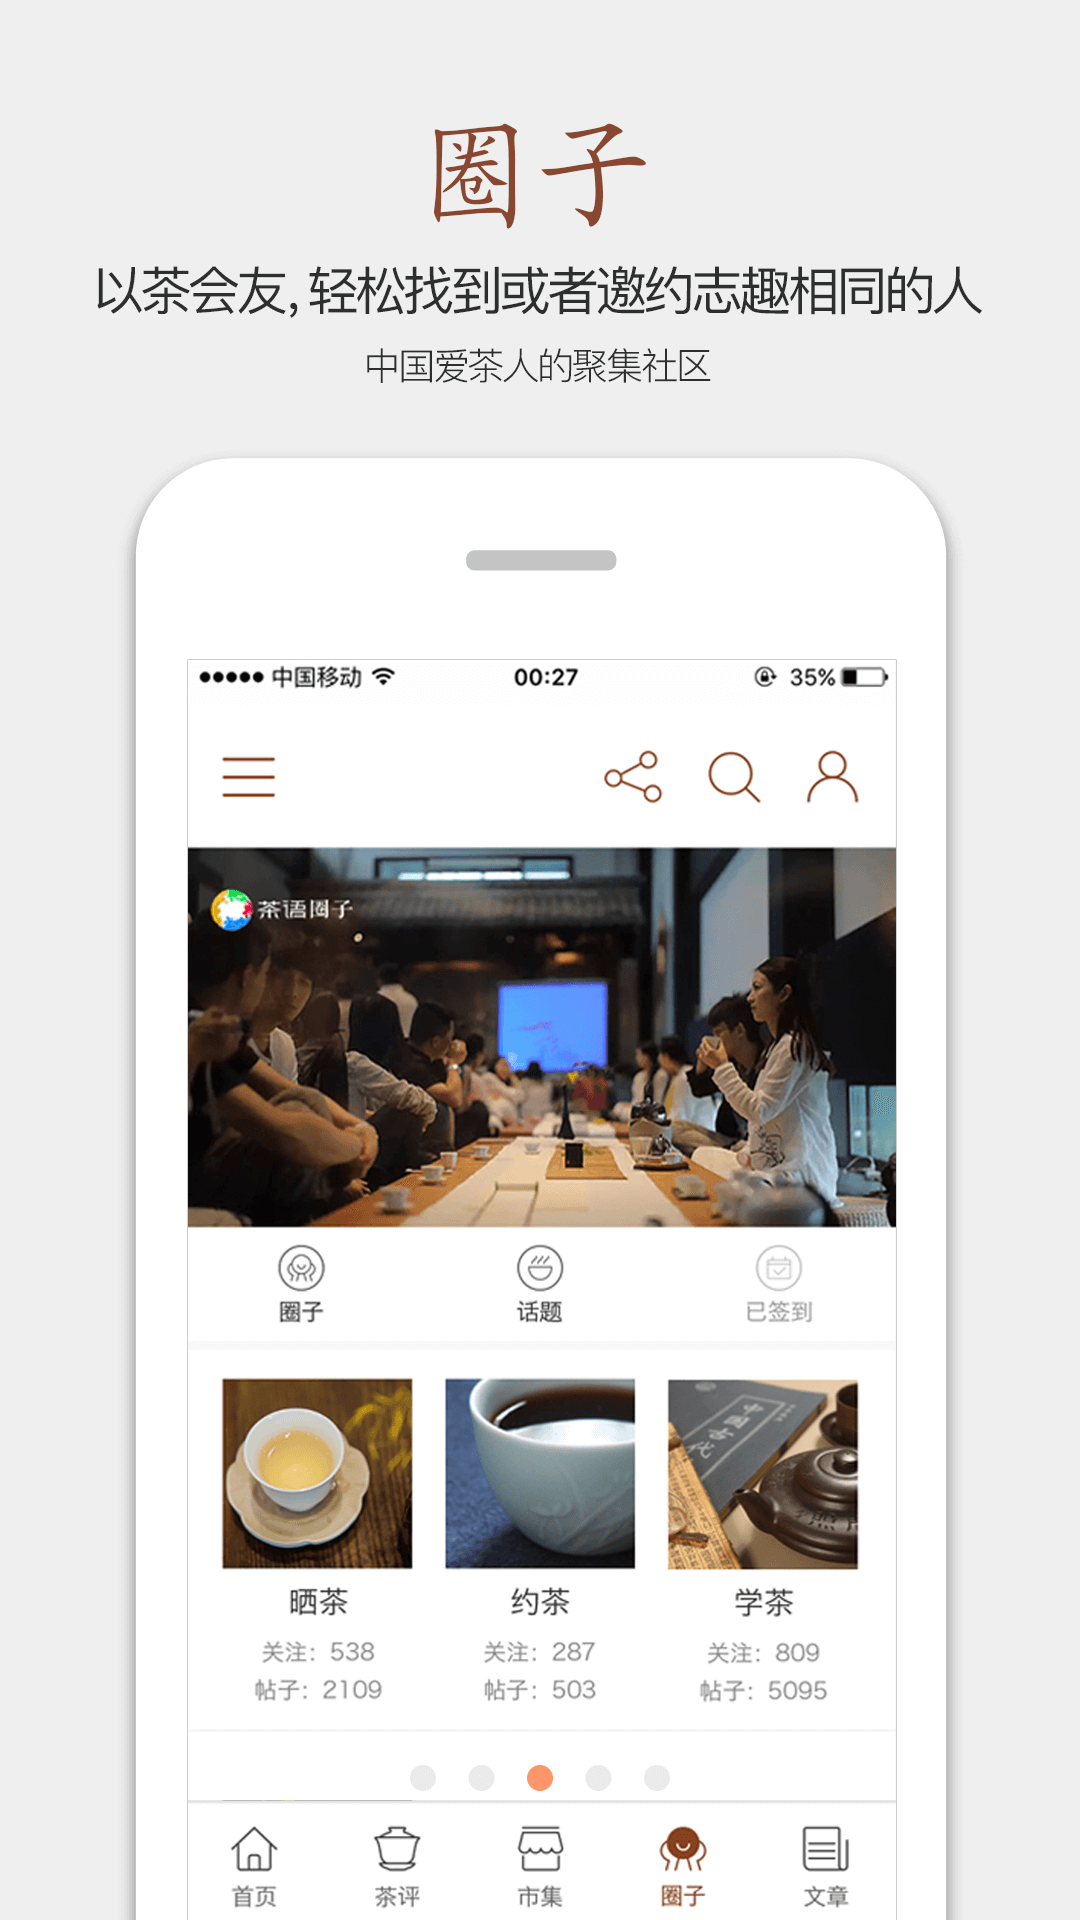 圈子
以茶会友, 轻松找到或者邀约志趣相同的人
中国爱茶人的聚集社区
中国移动 00:27 35%
茶语圈子
圈子 话题 已签到
中国古代
晒茶 约茶 学茶
关注：538 关注：287 关注：809
帖子：2109 帖子：503 帖子：5095
首页 茶评 市集 圈子 文章